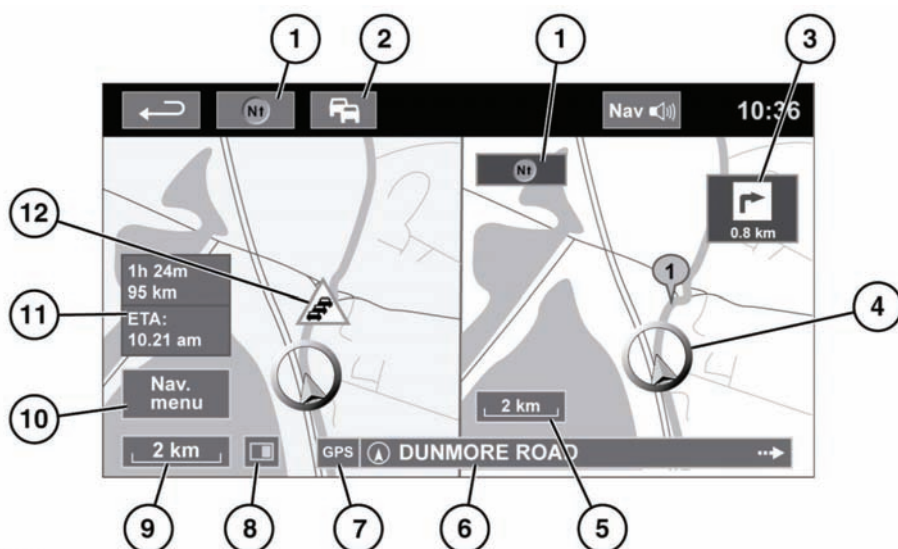 1
2
1
3
Nt
Nav
10:36
Nt
0.8 km
12
1h 24m
95 km
ETA:
10.21 am
11
1
4
Nav.
menu
10
2 km
2 km
GPS
DUNMORE ROAD
9
8
7
6
5